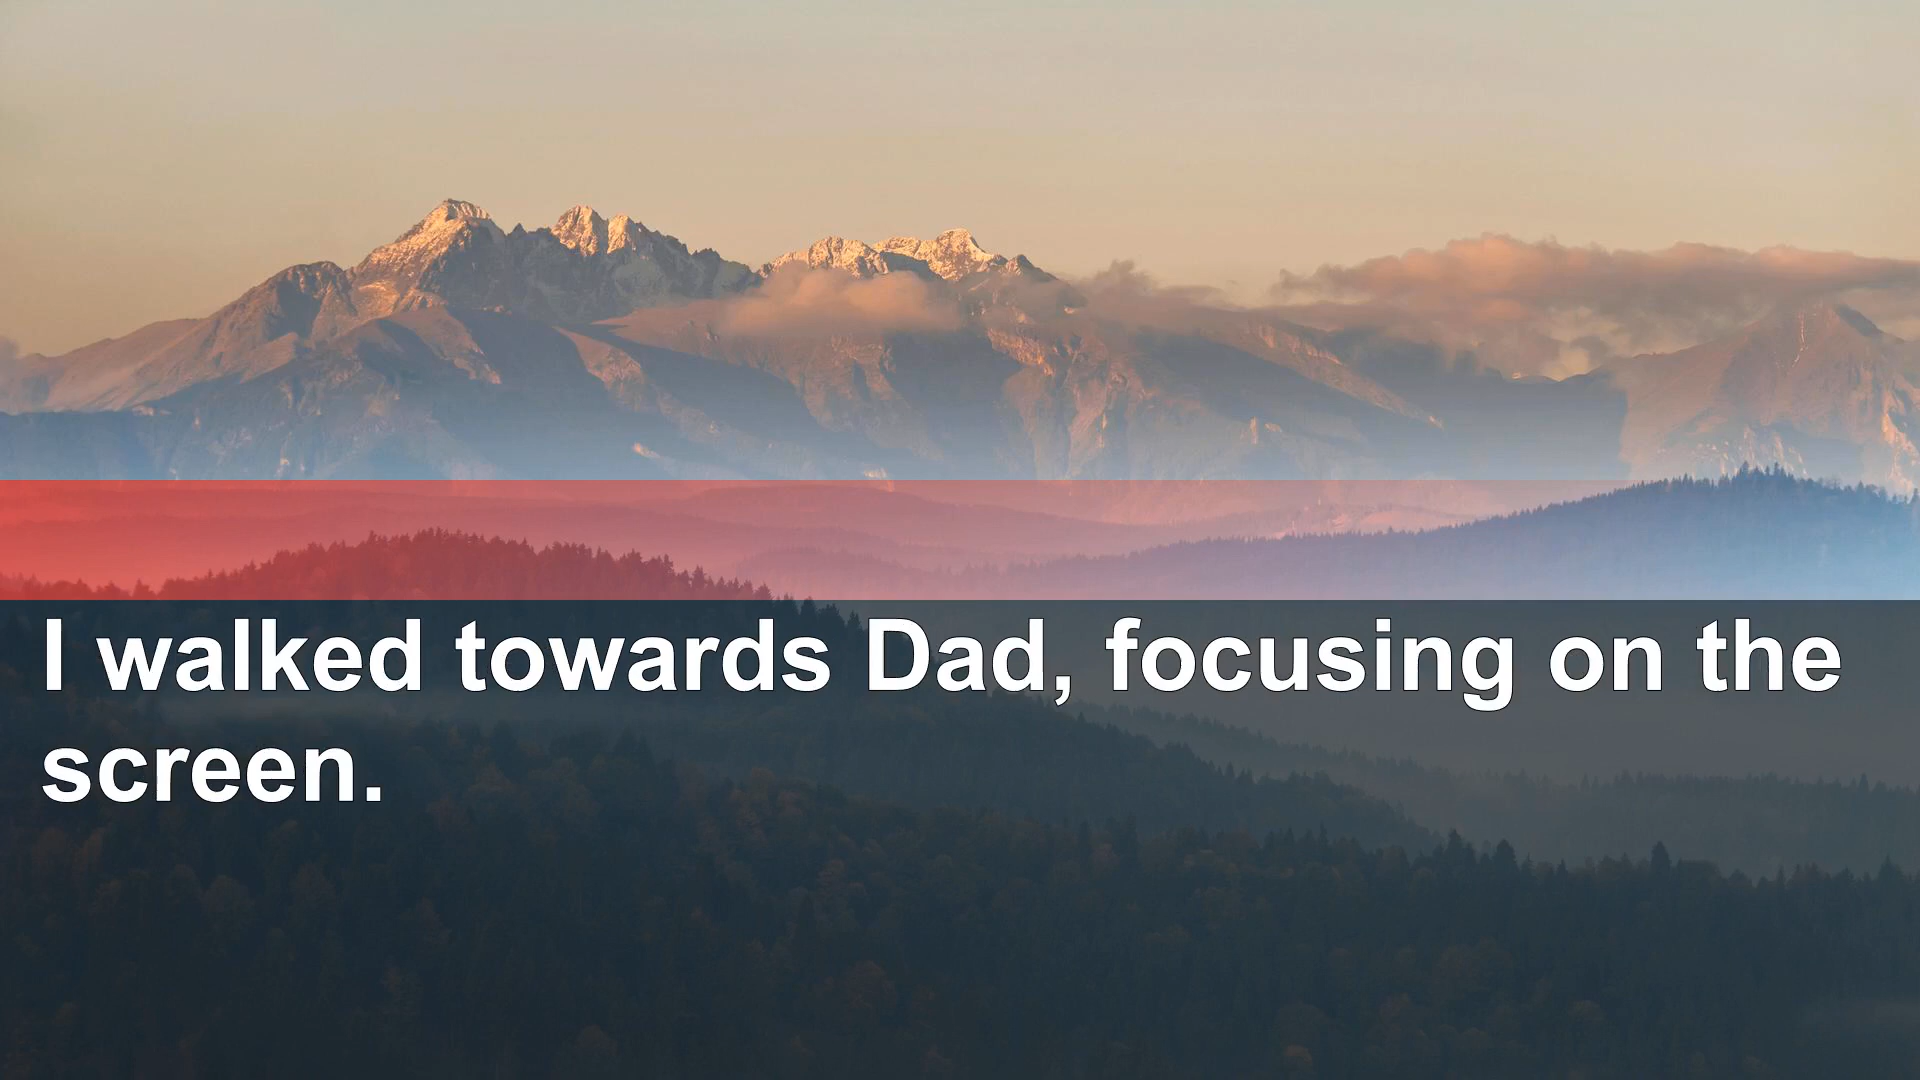 I walked towards Dad, focusing on the
screen.